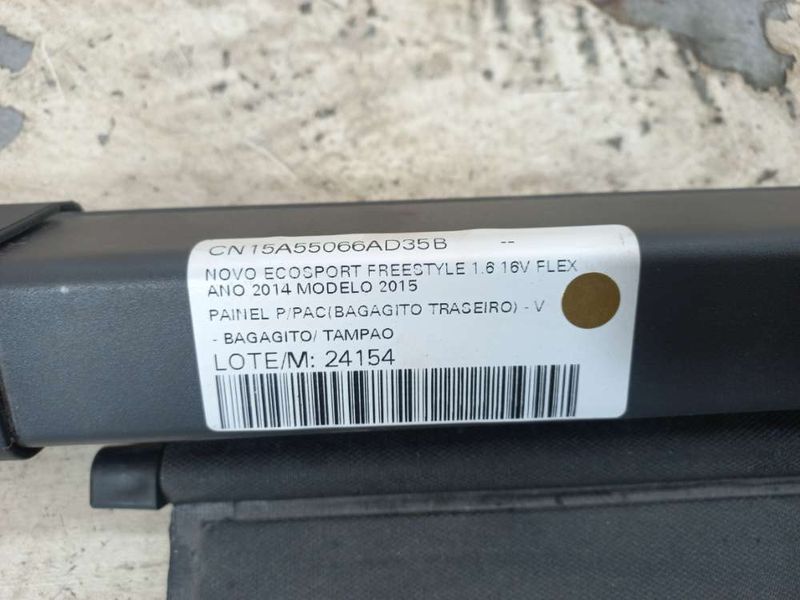 CN15A55066AD35B --
NOVO ECOSPORT FREESTYLE 1.6 16V FLEX
ANO 2014 MODELO 2015
PAINEL P/PAC(BAGAGITO TRASEIRO) - V
- BAGAGITO/ TAMPAO
LOTE/M: 24154